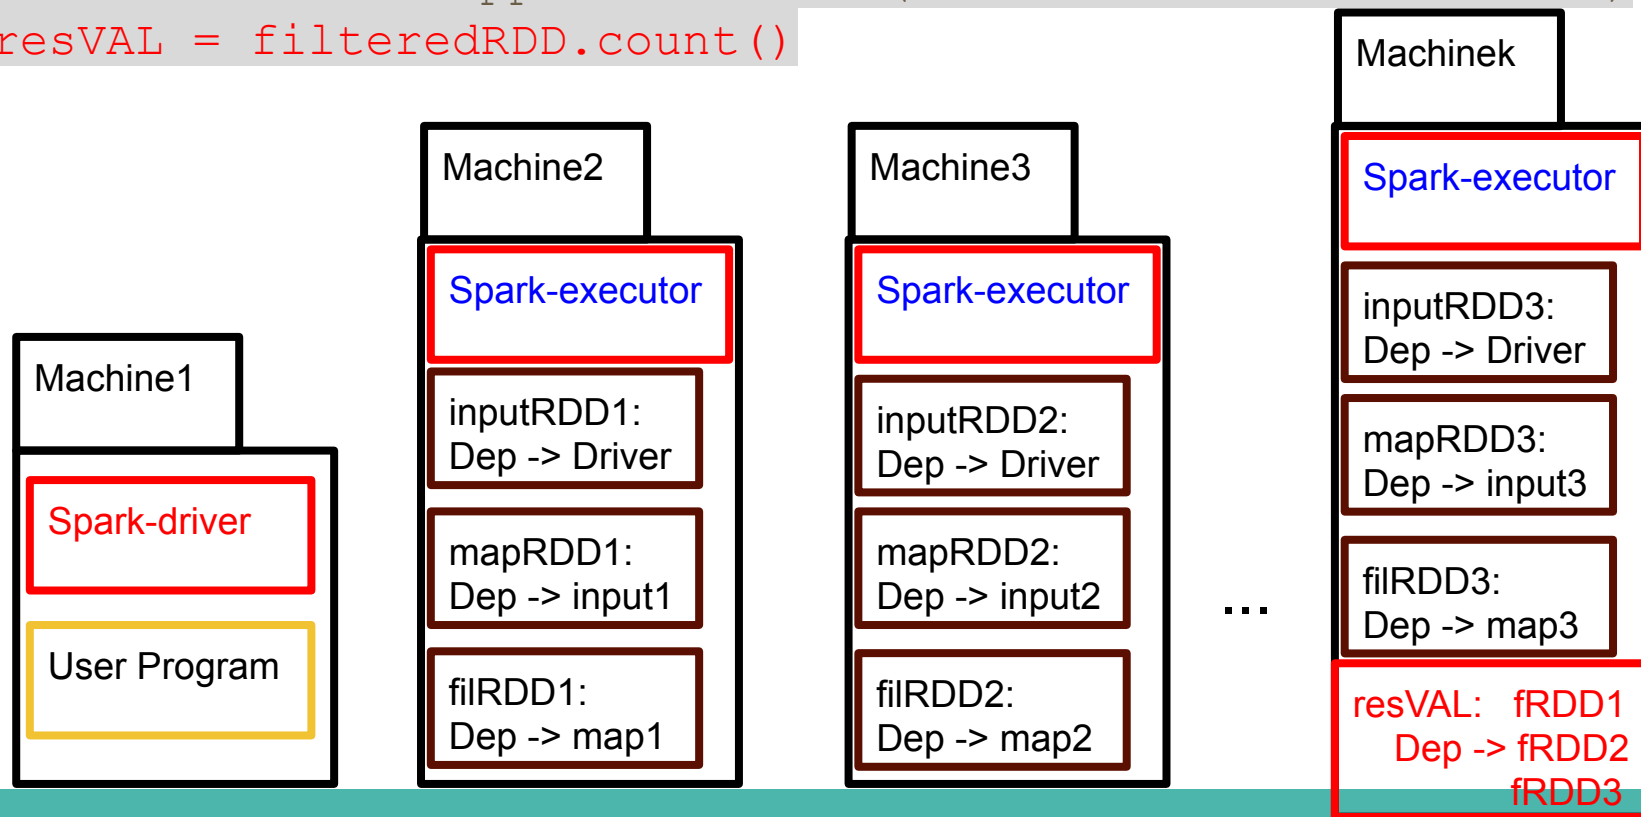 resVAL = filteredRDD.count()
Machine1
Spark-driver
User Program
Machine2
Spark-executor
inputRDD1:
Dep -> Driver
mapRDD1:
Dep -> input1
filRDD1:
Dep -> map1
Machine3
Spark-executor
inputRDD2:
Dep -> Driver
mapRDD2:
Dep -> input2
filRDD2:
Dep -> map2
...
Machinek
Spark-executor
inputRDD3:
Dep -> Driver
mapRDD3:
Dep -> input3
filRDD3:
Dep -> map3
resVAL: fRDD1
Dep -> fRDD2
fRDD3